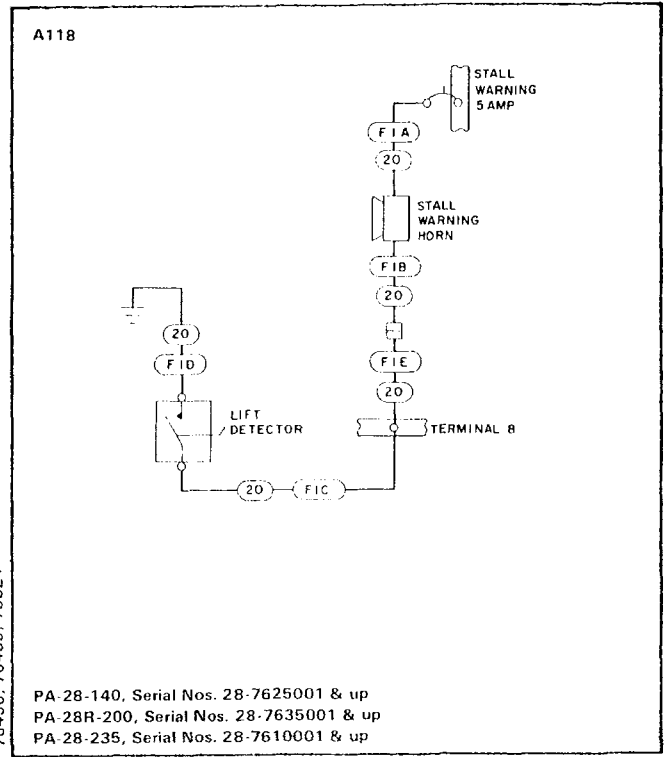 A118
STALL
WARNING
5 AMP
F1A
20
STALL
WARNING
HORN
F1B
20
20
F1D
F1E
20
LIFT
DETECTOR
TERMINAL 8
20
F1C
PA-28-140, Serial Nos. 28-7625001 & up
PA-28R-200, Serial Nos. 28-7635001 & up
PA-28-235, Serial Nos. 28-7610001 & up